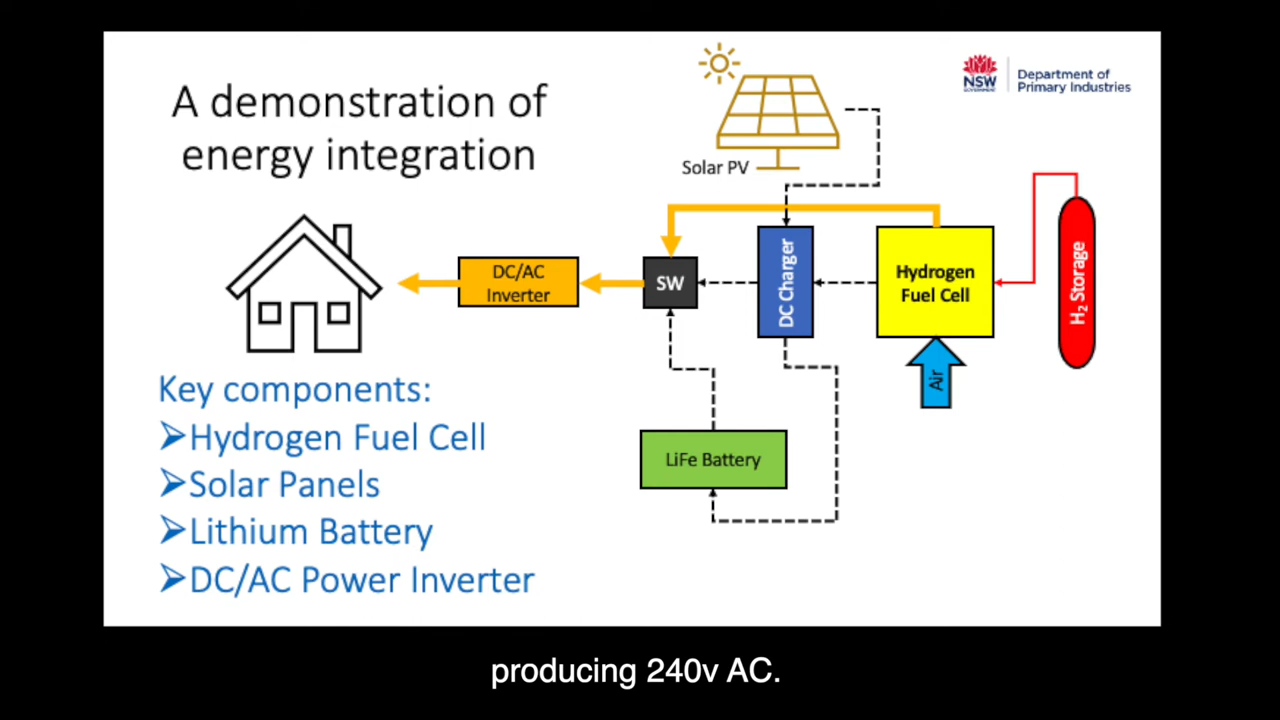 A demonstration of
energy integration
Solar PV
NSW
GOVERNMENT
Department of
Primary Industries
DC/AC
Inverter
SW
DC Charger
Hydrogen
Fuel Cell
H₂ Storage
Air
LiFe Battery
Key components:
➢Hydrogen Fuel Cell
➢Solar Panels
➢Lithium Battery
➢DC/AC Power Inverter
producing 240v AC.